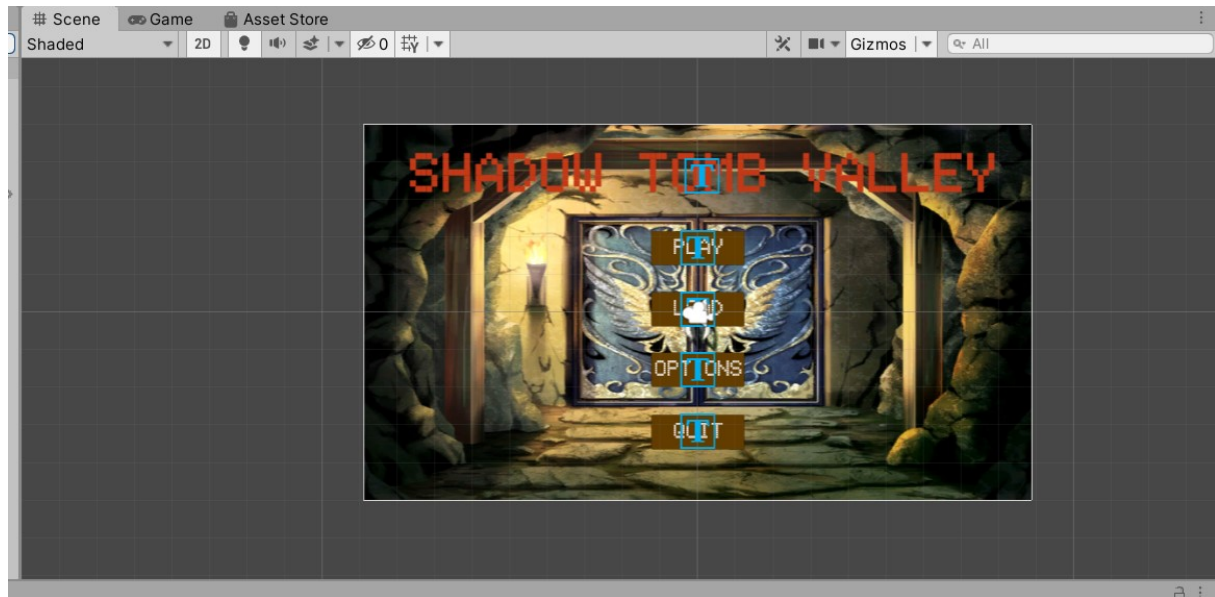 Scene Game Asset Store
Shaded 2D 0 Gizmos All
SHADOW TOMB VALLEY
PLAY
LOAD
OPTIONS
QUIT